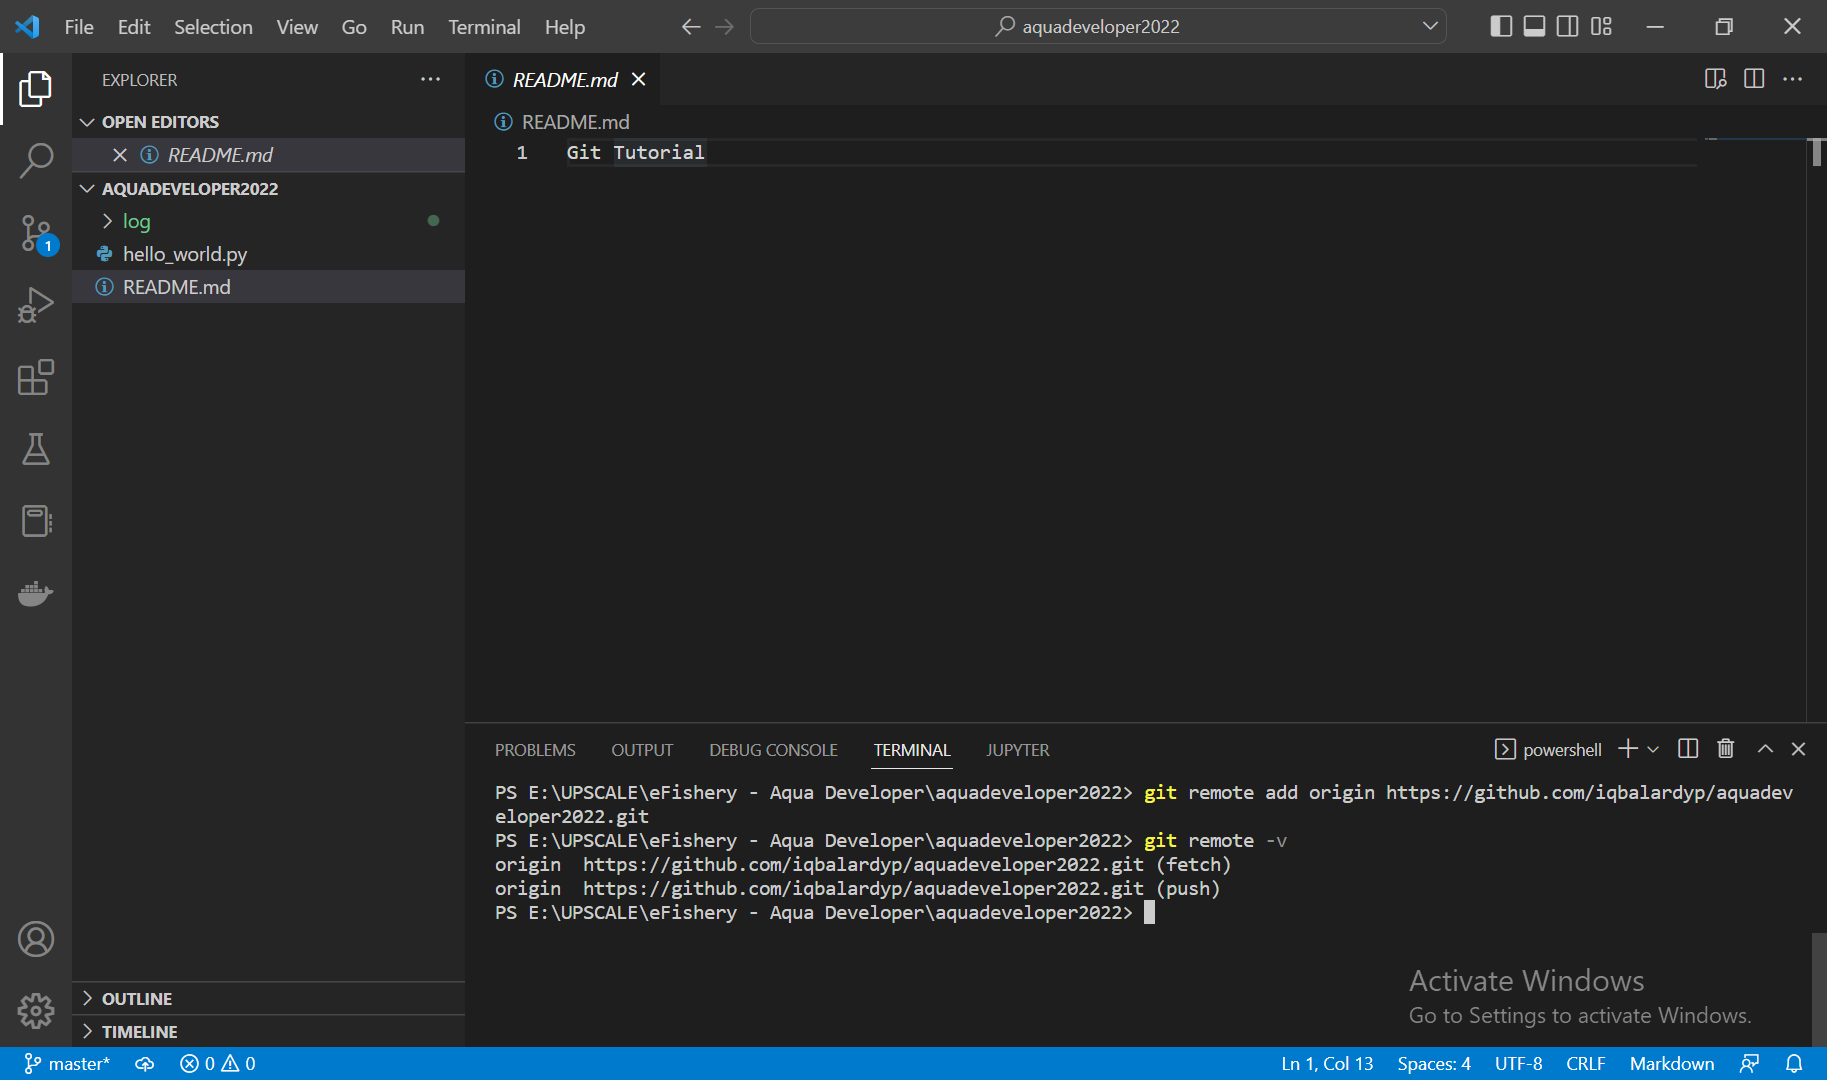 File Edit Selection View Go Run Terminal Help
aquadeveloper2022
EXPLORER
OPEN EDITORS
README.md
AQUADEVELOPER2022
log
hello_world.py
README.md
1
OUTLINE
TIMELINE
README.md
README.md
1 Git Tutorial
PROBLEMS OUTPUT DEBUG CONSOLE TERMINAL JUPYTER
powershell
PS E:\UPSCALE\eFishery - Aqua Developer\aquadeveloper2022> git remote add origin https://github.com/iqbalardyp/aquadev
eloper2022.git
PS E:\UPSCALE\eFishery - Aqua Developer\aquadeveloper2022> git remote -v
origin  https://github.com/iqbalardyp/aquadeveloper2022.git (fetch)
origin  https://github.com/iqbalardyp/aquadeveloper2022.git (push)
PS E:\UPSCALE\eFishery - Aqua Developer\aquadeveloper2022>
Activate Windows
Go to Settings to activate Windows.
master* 0 0 Ln 1, Col 13 Spaces: 4 UTF-8 CRLF Markdown